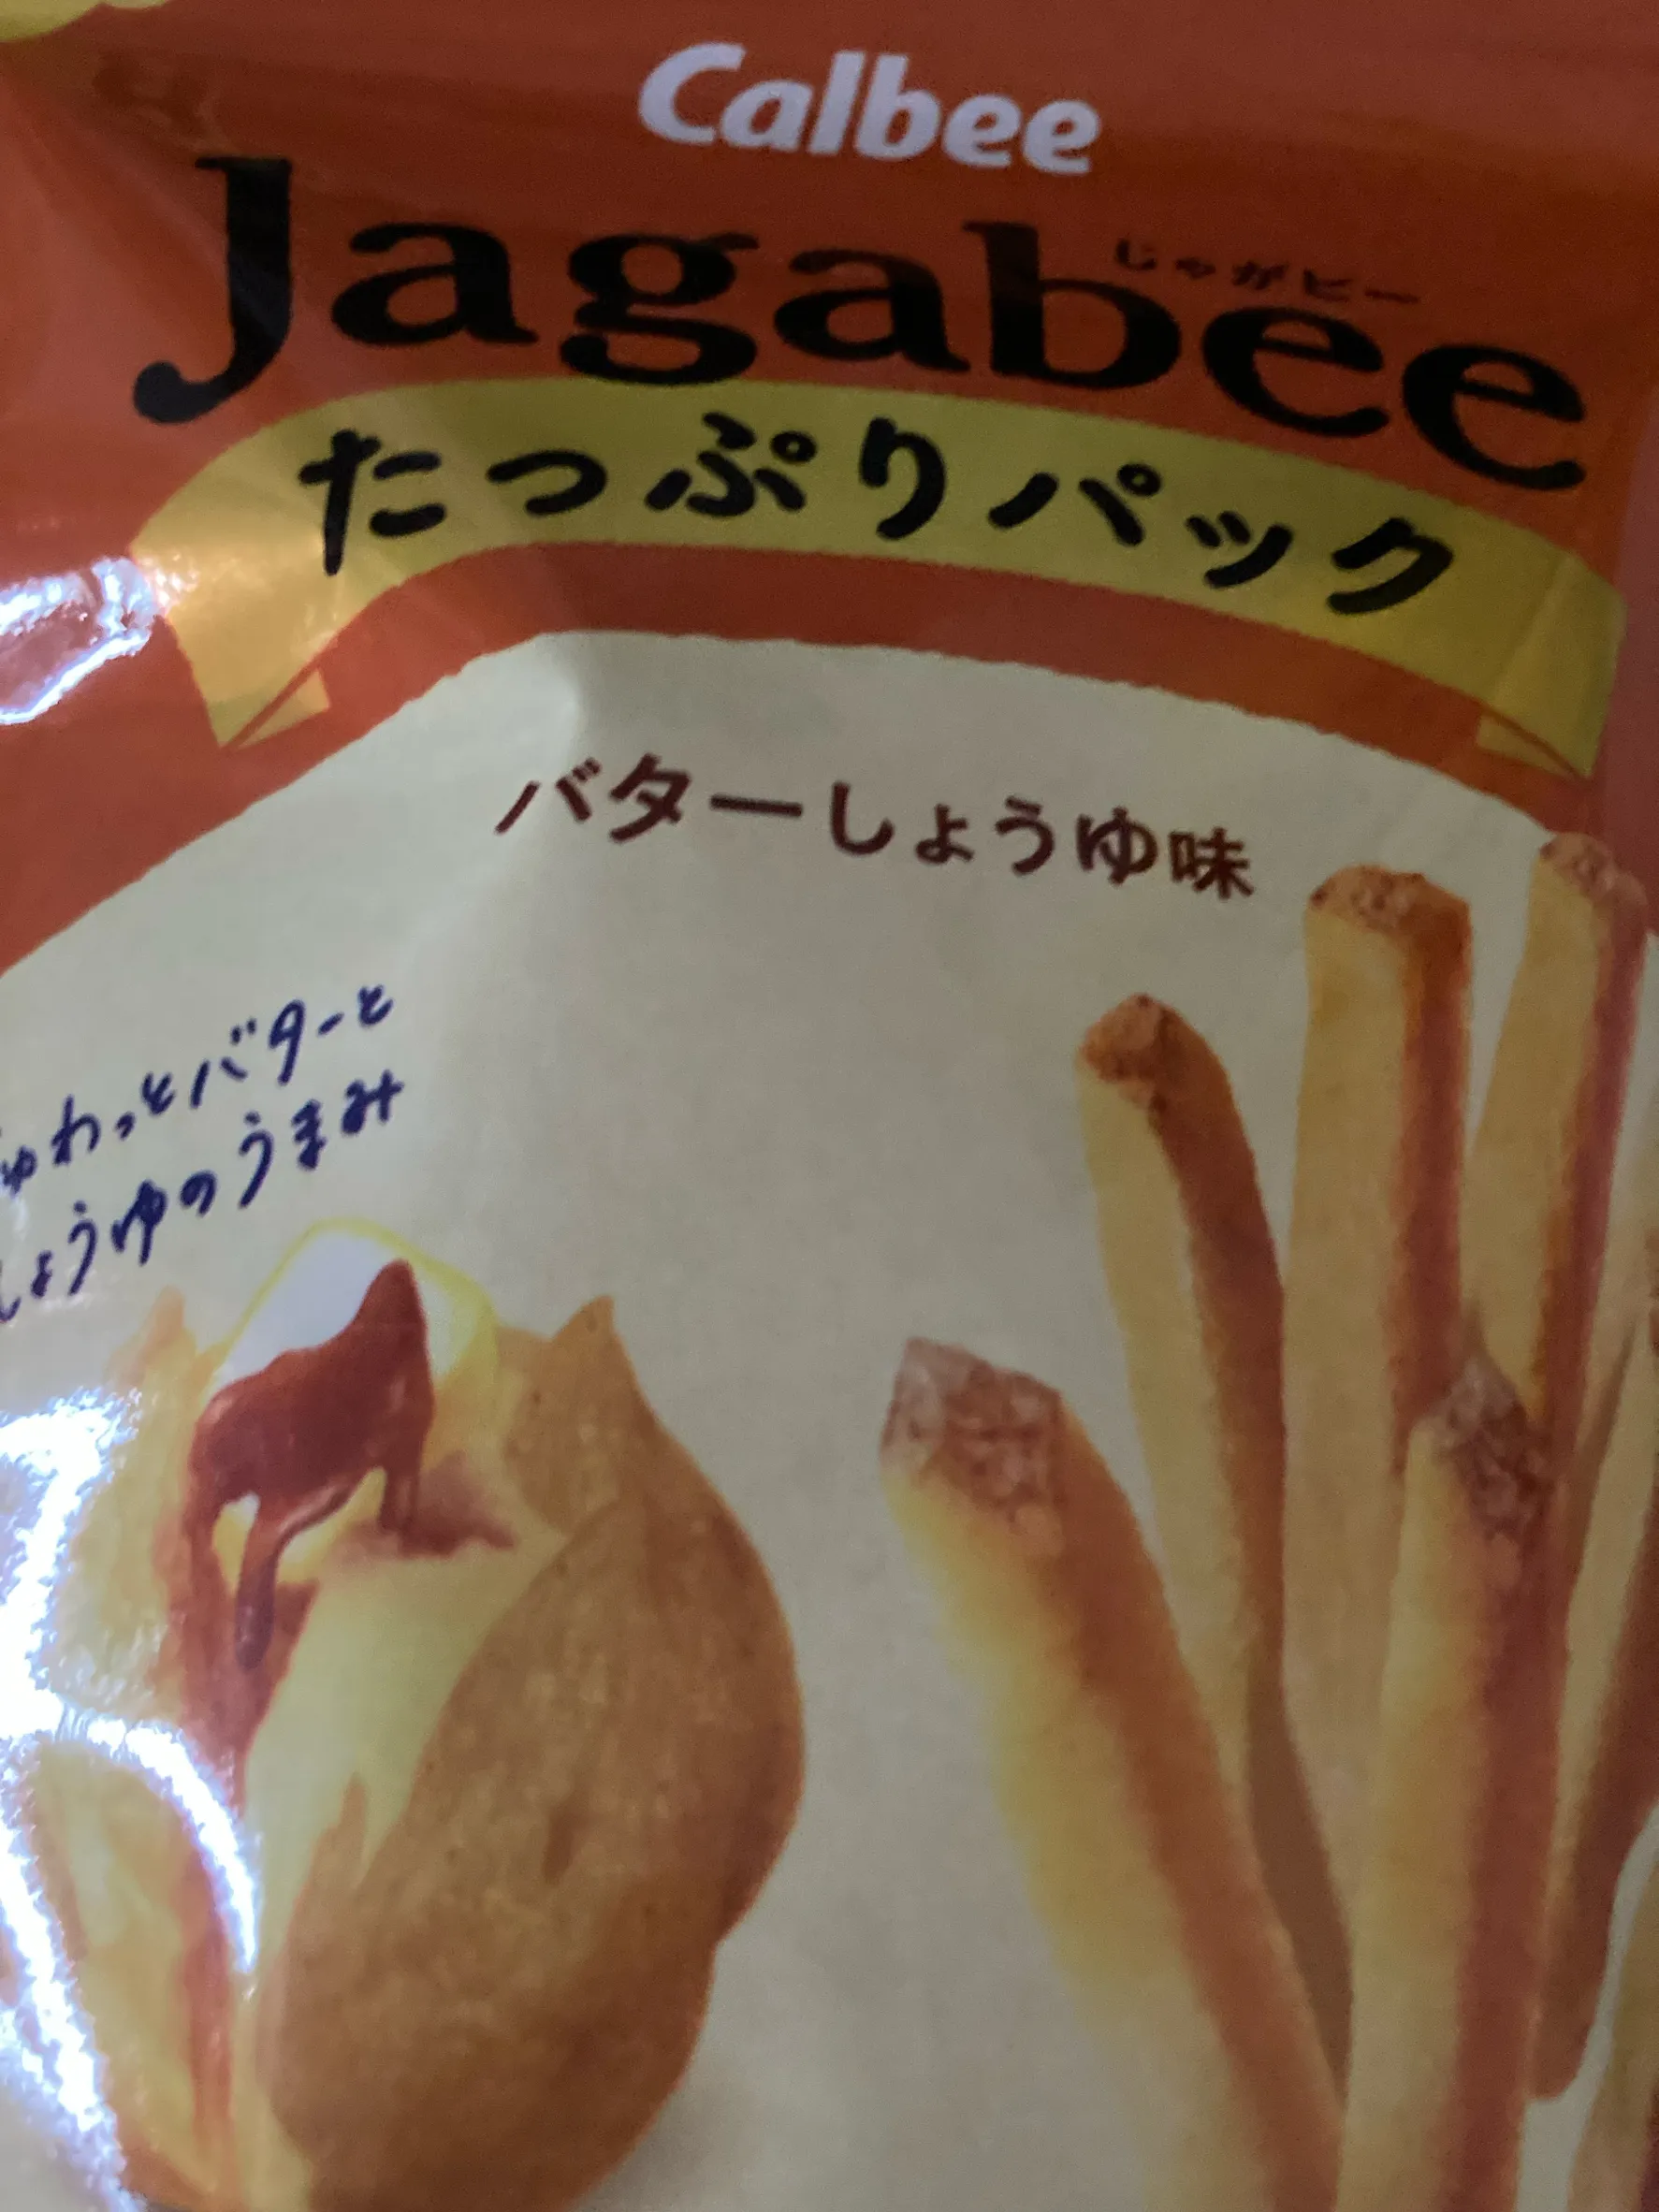 Calbee
じゃがビー
Jagabee
たっぷりパック
バターしょうゆ味
ゅわっとバターと
しょうゆのうまみ